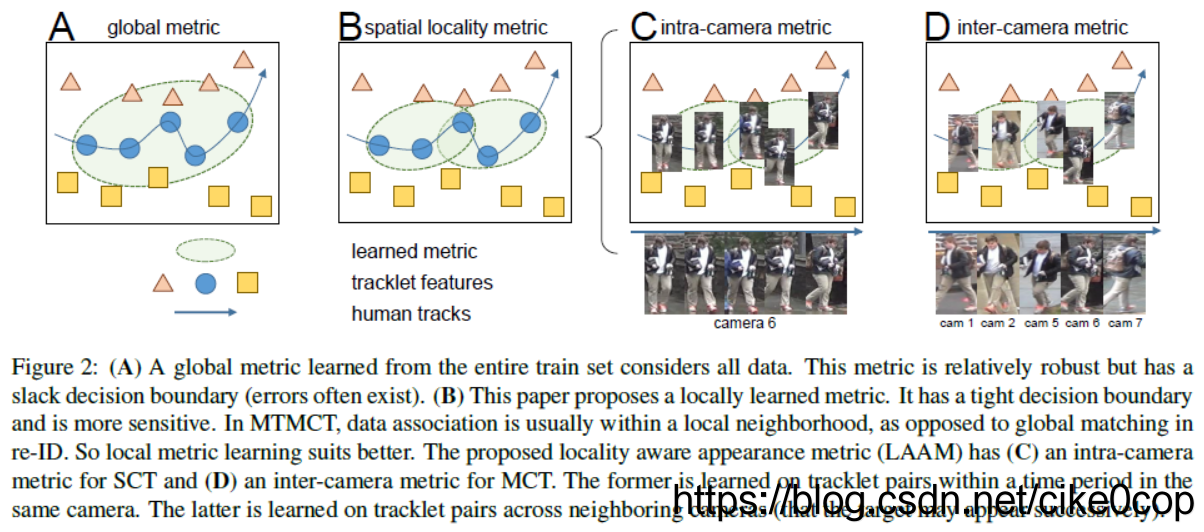 A global metric
B spatial locality metric
C intra-camera metric
D inter-camera metric
learned metric
tracklet features
human tracks
camera 6
cam 1 cam 2 cam 5 cam 6 cam 7
Figure 2: (A) A global metric learned from the entire train set considers all data. This metric is relatively robust but has a
slack decision boundary (errors often exist). (B) This paper proposes a locally learned metric. It has a tight decision boundary
and is more sensitive. In MTMCT, data association is usually within a local neighborhood, as opposed to global matching in
re-ID. So local metric learning suits better. The proposed locality aware appearance metric (LAAM) has (C) an intra-camera
metric for SCT and (D) an inter-camera metric for MCT. The former is learned on tracklet pairs within a time period in the
same camera. The latter is learned on tracklet pairs across neighboring cameras (that the target may appear successively).
https://blog.csdn.net/cike0cop